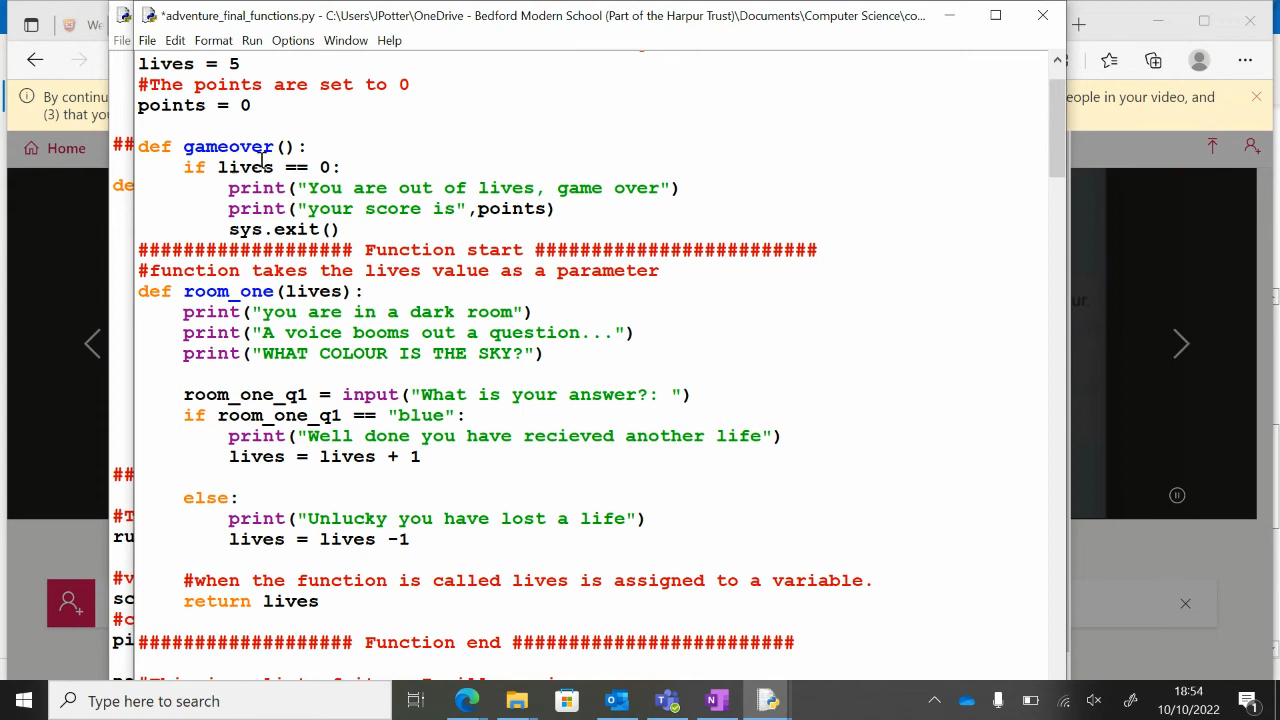 *adventure_final_functions.py - C:\Users\JPotter\OneDrive - Bedford Modern School (Part of the Harpur Trust)\Documents\Computer Science\co...
File
File Edit Format Run Options Window Help
By continu
(3) that you
eople in your video, and
Home
lives = 5
#The points are set to 0
points = 0
def gameover():
if lives == 0:
print("You are out of lives, game over")
print("your score is",points)
sys.exit()
################### Function start #########################
#function takes the lives value as a parameter
def room_one(lives):
print("you are in a dark room")
print("A voice booms out a question...")
print("WHAT COLOUR IS THE SKY?")
room_one_q1 = input("What is your answer?: ")
if room_one_q1 == "blue":
print("Well done you have recieved another life")
lives = lives + 1
else:
print("Unlucky you have lost a life")
lives = lives -1
#when the function is called lives is assigned to a variable.
return lives
################### Function end #########################
##
de
##
#T
ru
#v
sc
#c
pi
Type here to search
18:54
10/10/2022
1